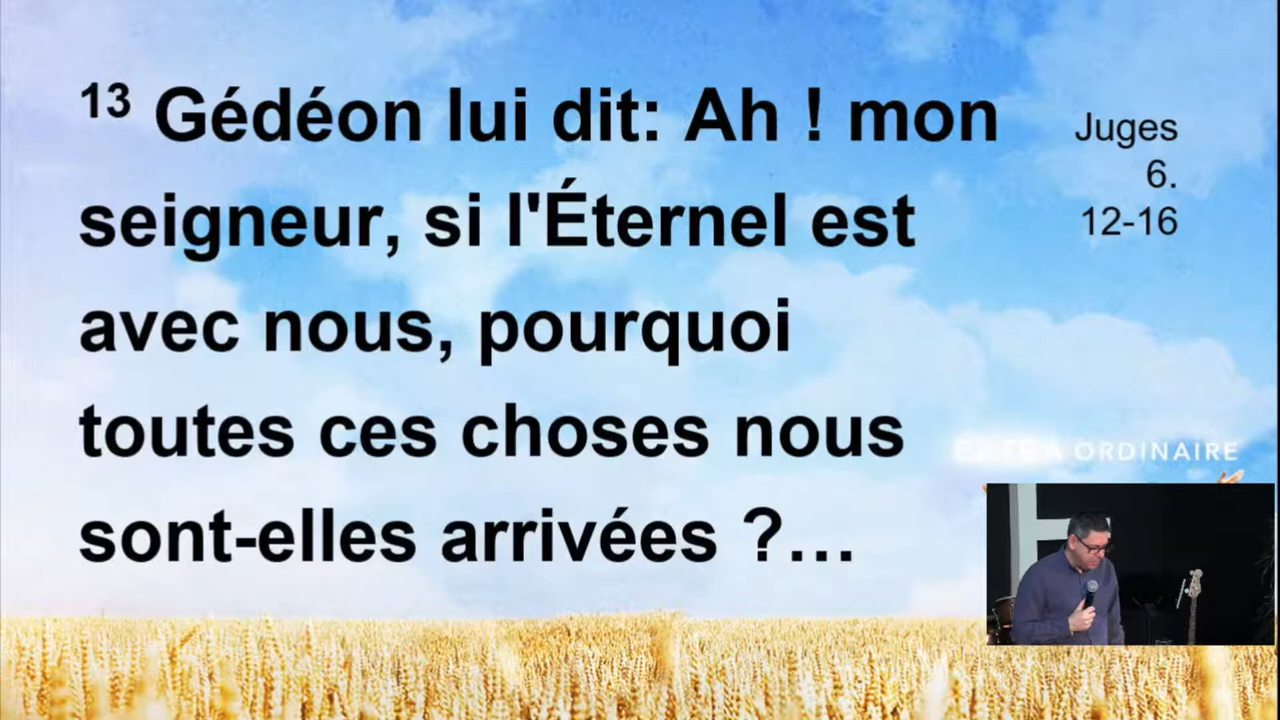 13 Gédéon lui dit: Ah ! mon
seigneur, si l'Éternel est
avec nous, pourquoi
toutes ces choses nous
sont-elles arrivées ?...
Juges
6.
12-16
ORDINAIRE